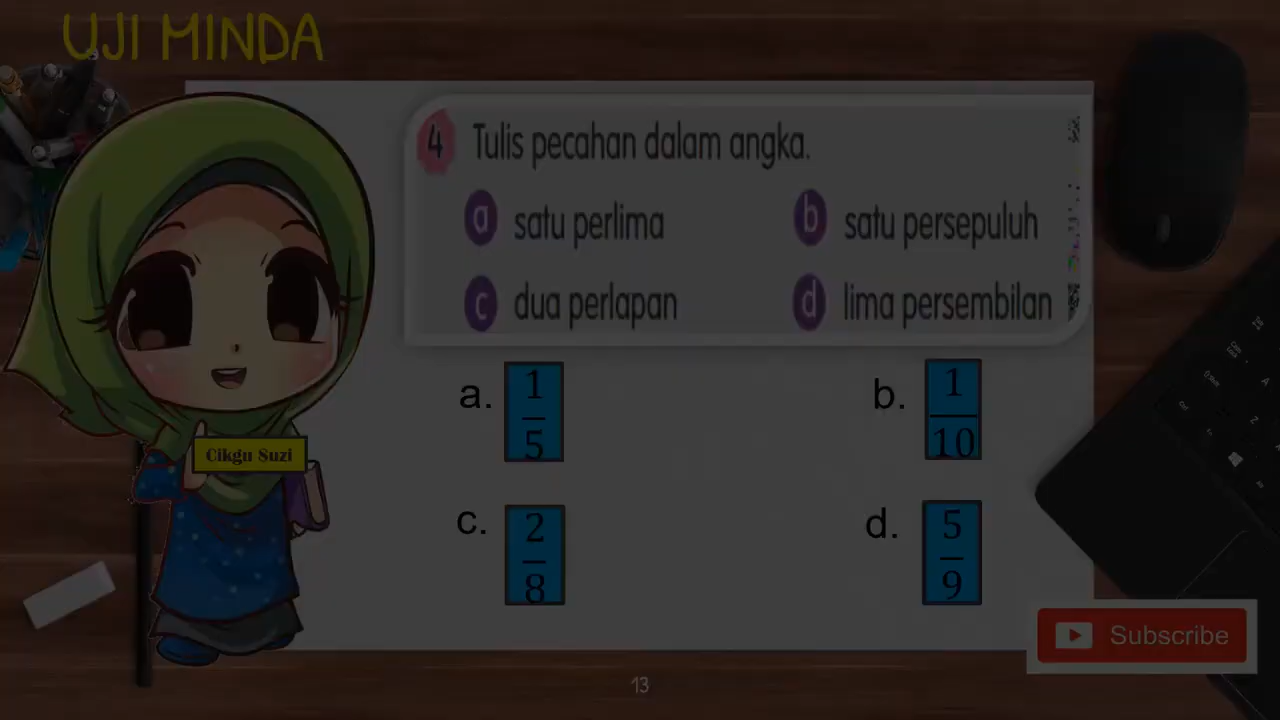 UJI MINDA
4 Tulis pecahan dalam angka.
a satu perlima
b satu persepuluh
c dua perlapan
d lima persembilan
a. 1/5
b. 1/10
c. 2/8
d. 5/9
Cikgu Suzi
Subscribe
13